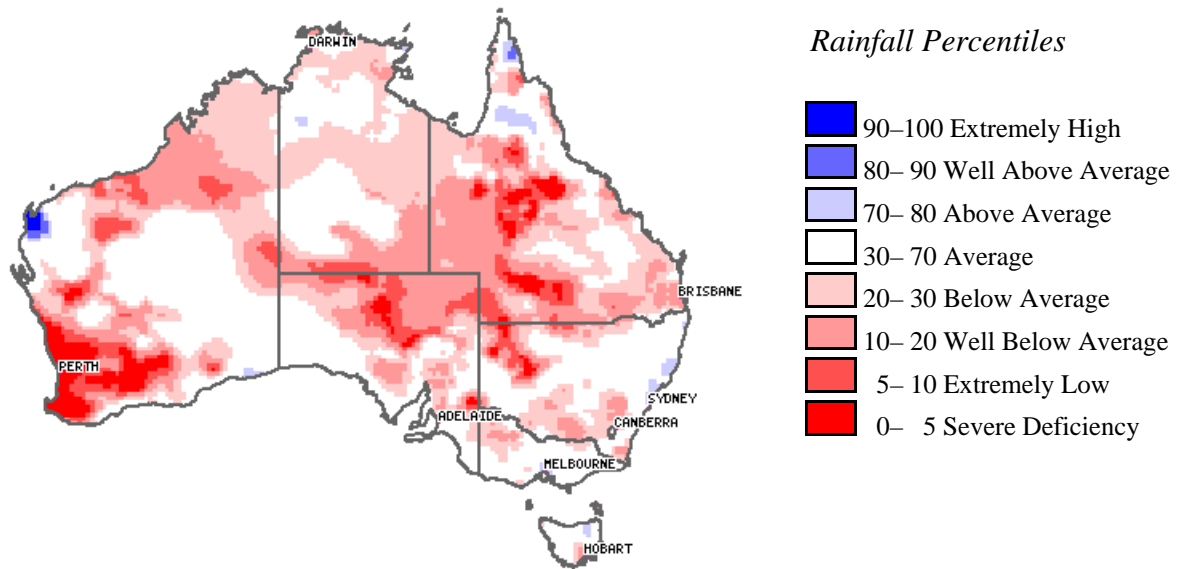 DARWIN
BRISBANE
PERTH
SYDNEY
ADELAIDE
CANBERRA
MELBOURNE
HOBART
Rainfall Percentiles
90–100 Extremely High
80– 90 Well Above Average
70– 80 Above Average
30– 70 Average
20– 30 Below Average
10– 20 Well Below Average
5– 10 Extremely Low
0– 5 Severe Deficiency